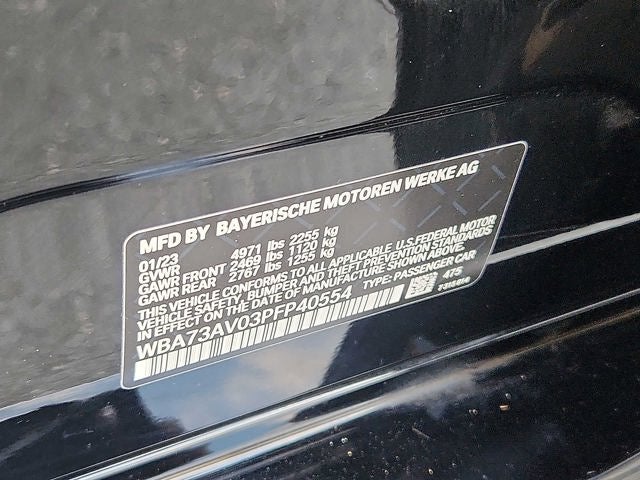 MFD BY BAYERISCHE MOTOREN WERKE AG
01/23
GVWR 4971 lbs 2255 kg
GAWR FRONT 2469 lbs 1120 kg
GAWR REAR 2767 lbs 1255 kg
THIS VEHICLE CONFORMS TO ALL APPLICABLE U.S. FEDERAL MOTOR
VEHICLE SAFETY, BUMPER AND THEFT PREVENTION STANDARDS
IN EFFECT ON THE DATE OF MANUFACTURE SHOWN ABOVE.
WBA73AV03PFP40554 TYPE: PASSENGER CAR
475